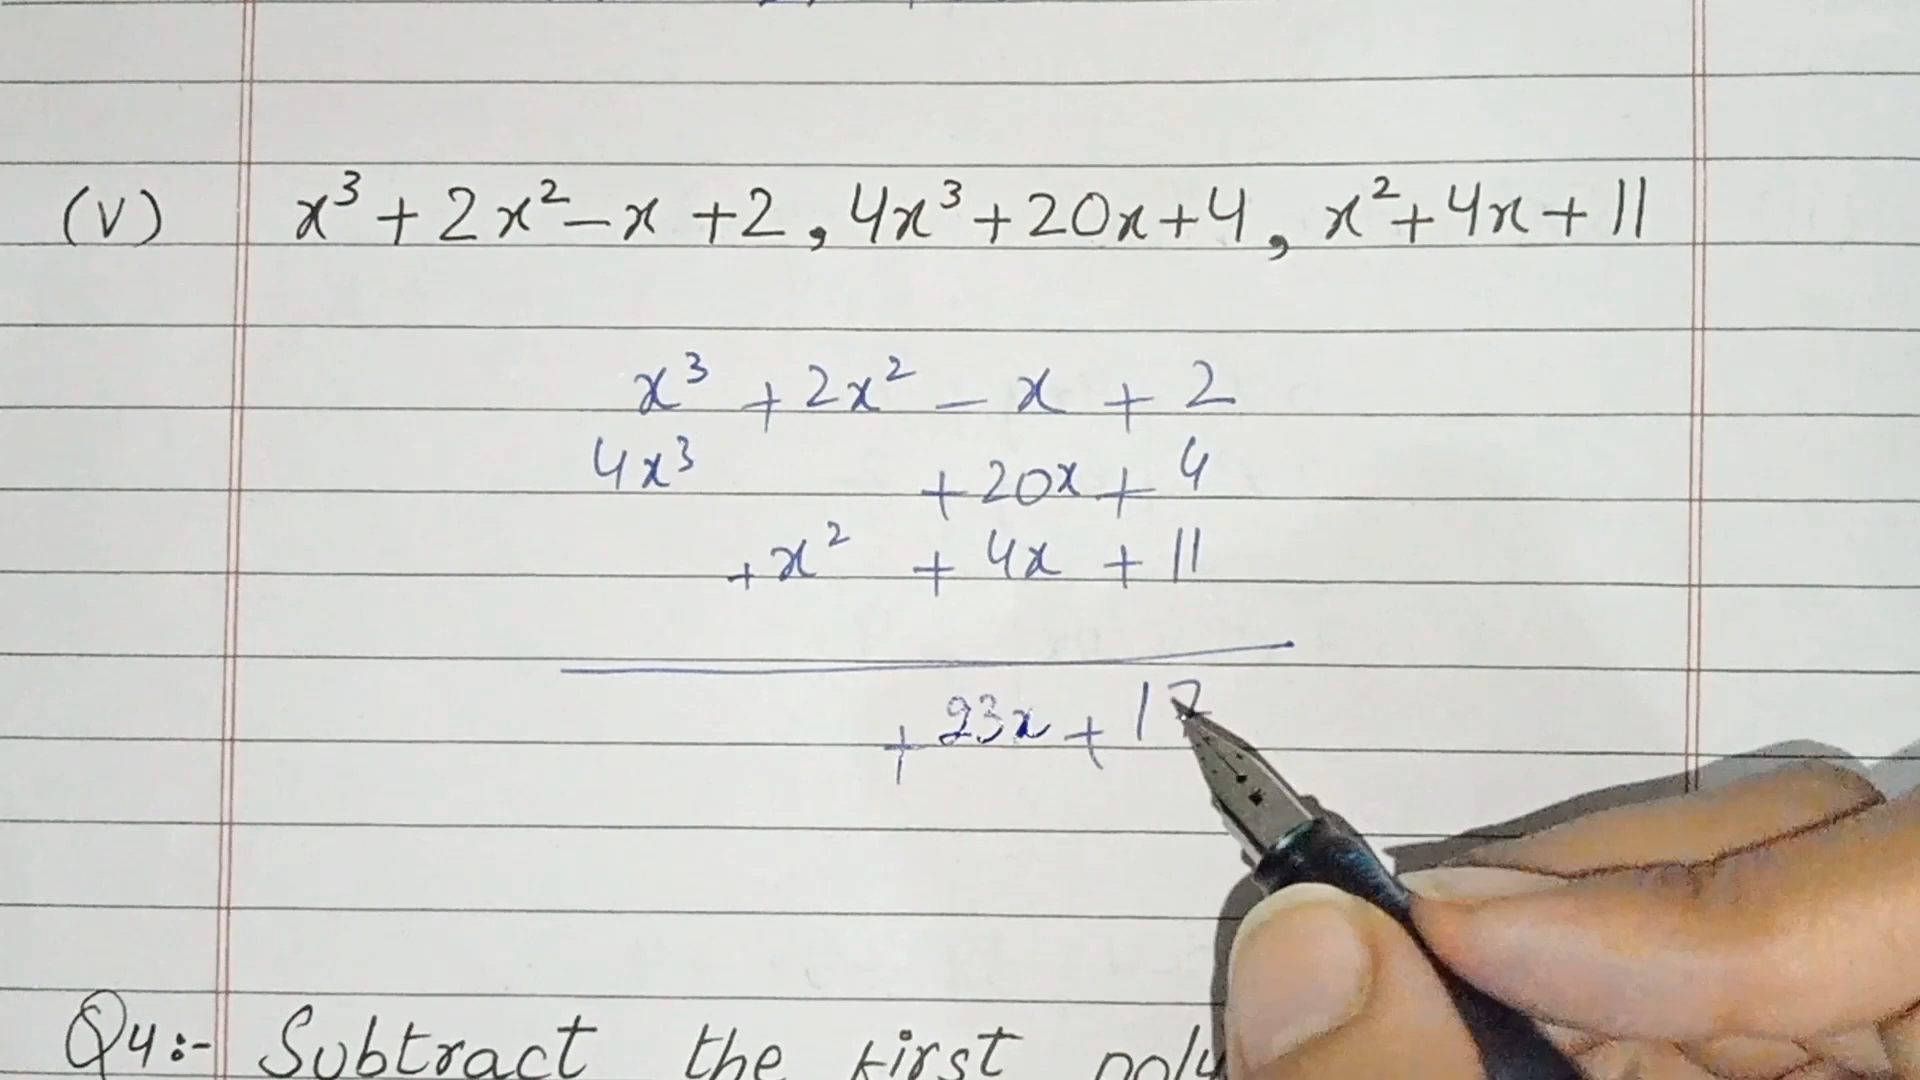 (V) x³ + 2x² - x + 2, 4x³ + 20x + 4, x² + 4x + 11
x³ + 2x² - x + 2
4x³ + 20x + 4
+ x² + 4x + 11
+ 23x + 17
Q4:- Subtract the first poly